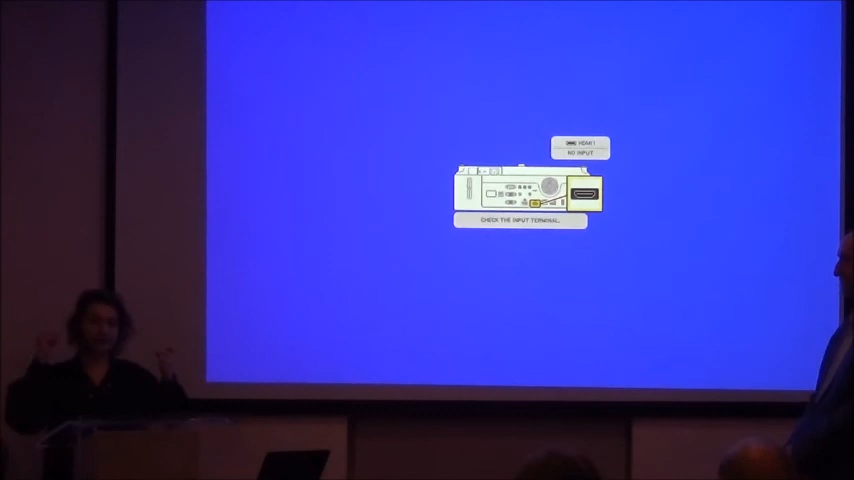 HDMI1
NO INPUT
CHECK THE INPUT TERMINAL.